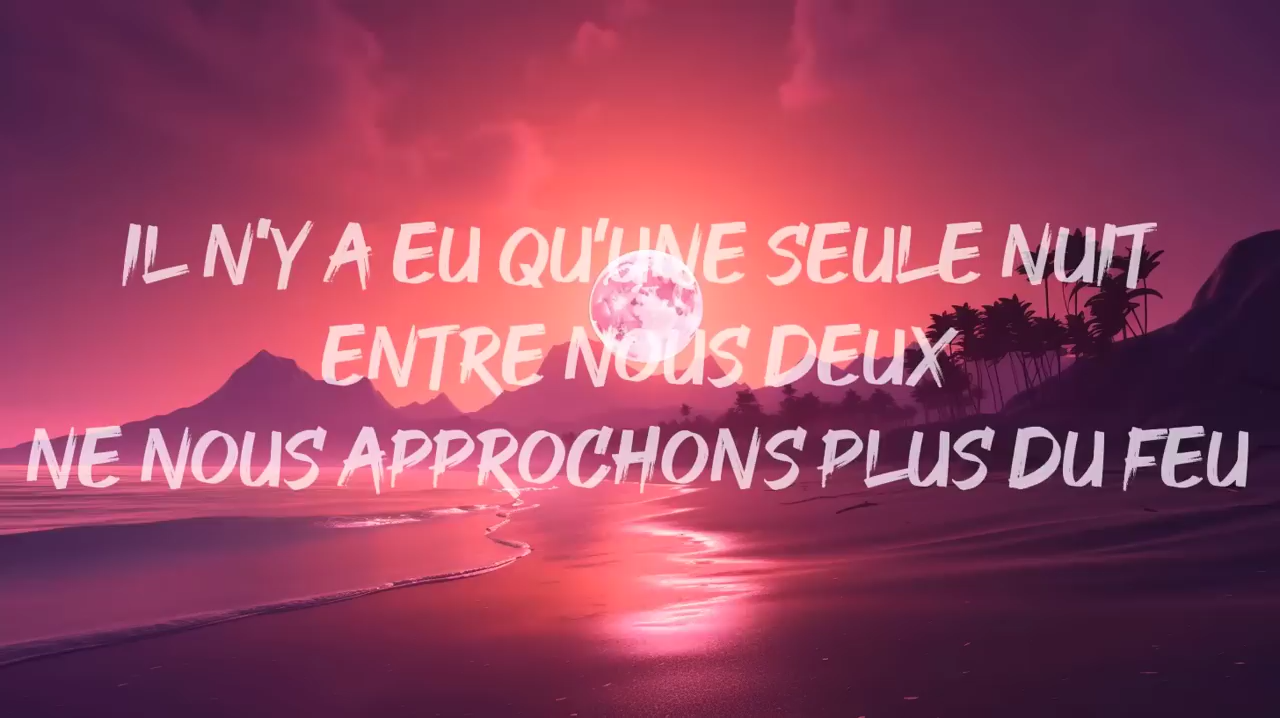 IL N'Y A EU QU'UNE SEULE NUIT
ENTRE NOUS DEUX
NE NOUS APPROCHONS PLUS DU FEU